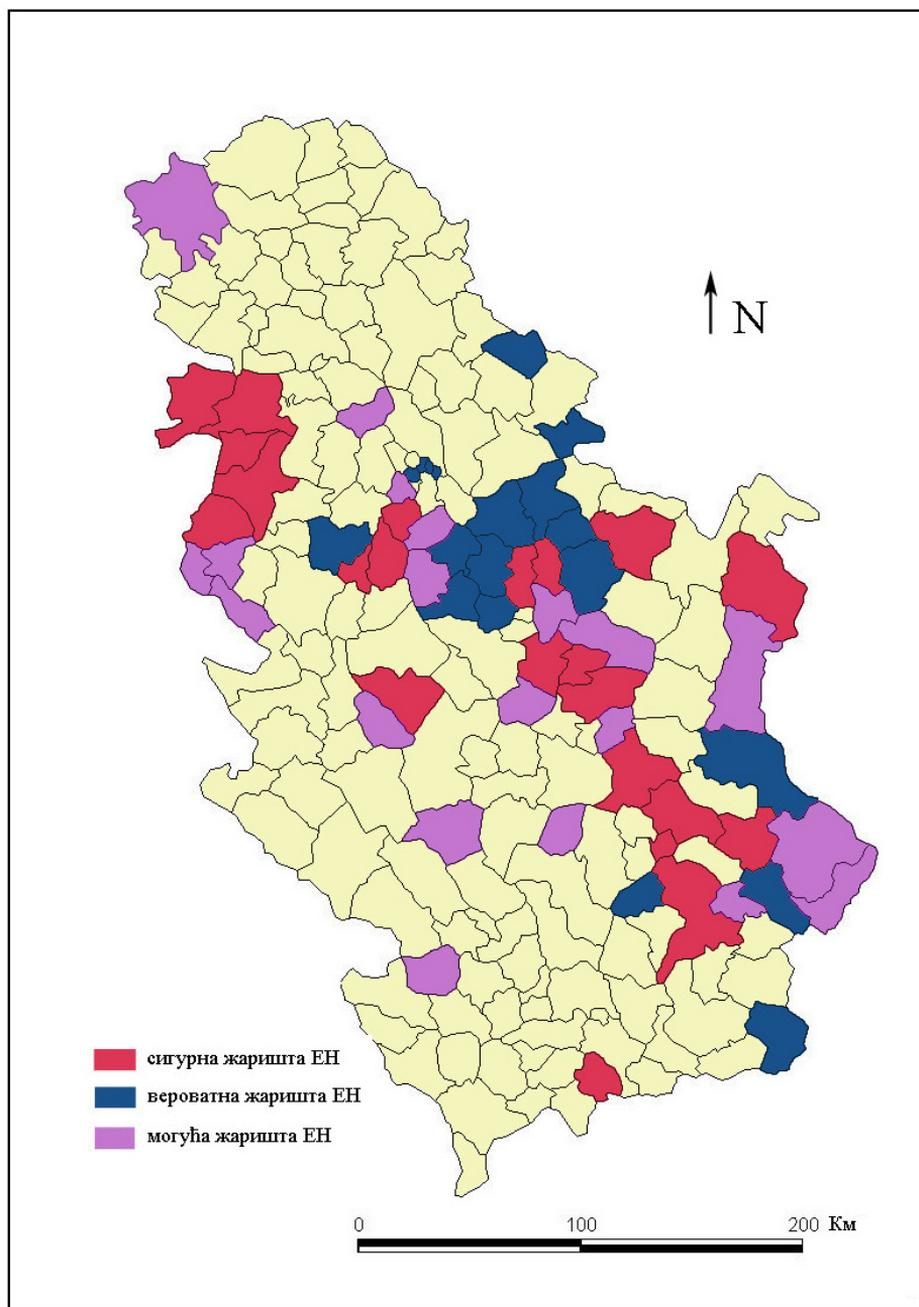 N
сигурна жаришта ЕН
вероватна жаришта ЕН
могућа жаришта ЕН
0 100 200 Км